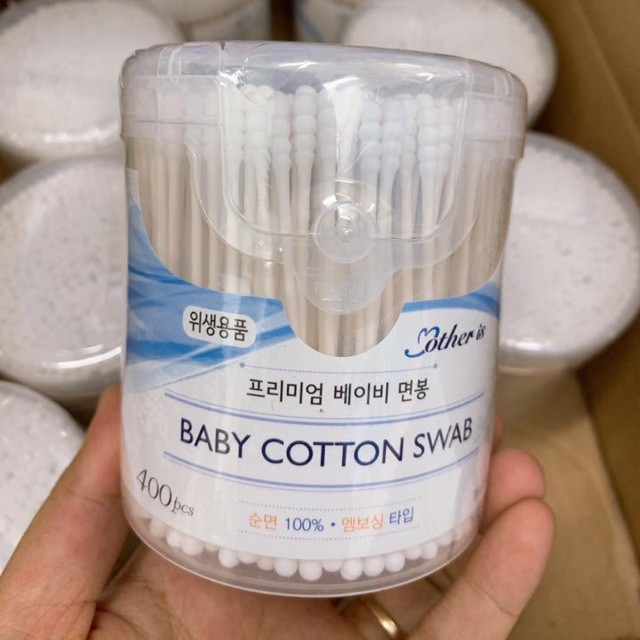 위생용품
Mother is
프리미엄 베이비 면봉
BABY COTTON SWAB
400pcs
순면 100% · 엠보싱 타입